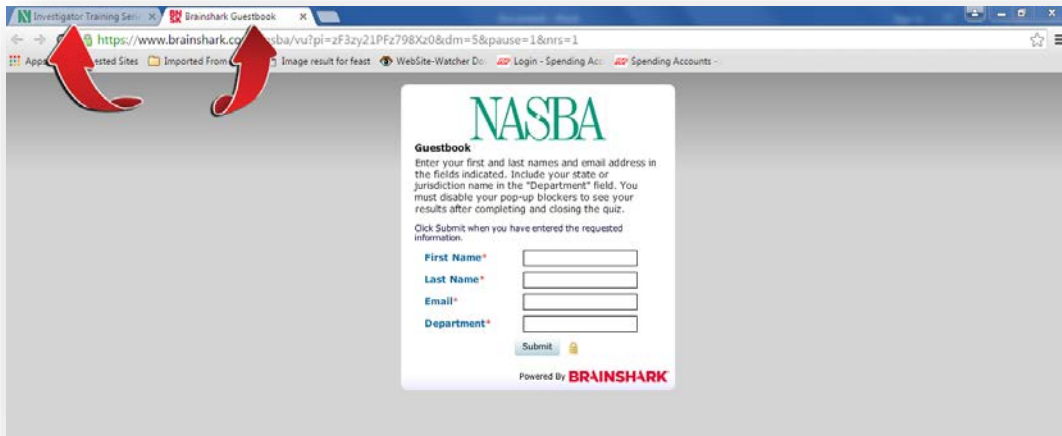 Investigator Training Seri
Brainshark Guestbook
https://www.brainshark.co sba/vu?pi=zF3zy21PFz798Xz0&dm=5&pause=1&nrs=1
Apps ested Sites Imported From Image result for feast WebSite-Watcher Do Login - Spending Acc Spending Accounts -
NASBA
Guestbook
Enter your first and last names and email address in
the fields indicated. Include your state or
jurisdiction name in the "Department" field. You
must disable your pop-up blockers to see your
results after completing and closing the quiz.
Click Submit when you have entered the requested
information.
First Name*
Last Name*
Email*
Department*
Submit
Powered By BRAINSHARK